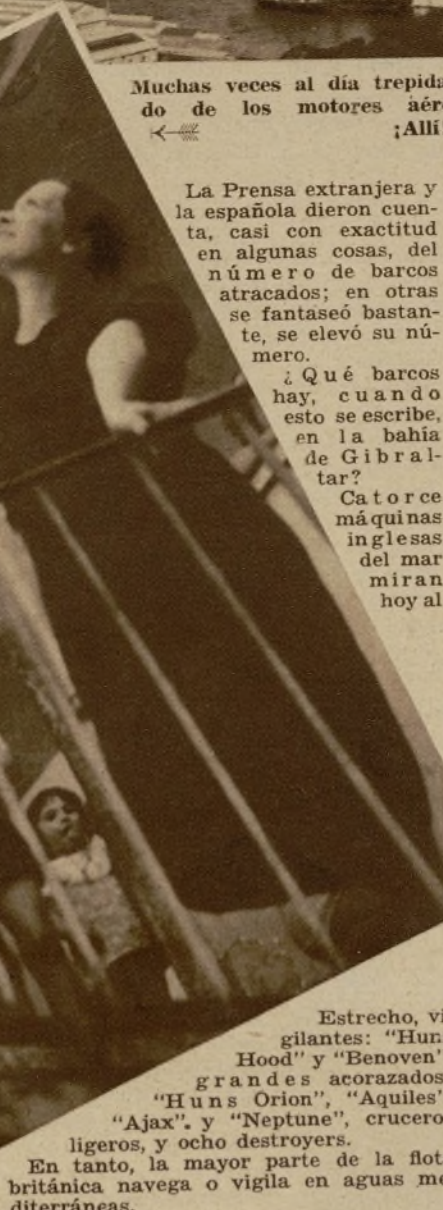 Muchas veces al día trepida
do de los motores aér
¡Allí
La Prensa extranjera y
la española dieron cuen-
ta, casi con exactitud
en algunas cosas, del
número de barcos
atracados; en otras
se fantaseó bastan-
te, se elevó su nú-
mero.
¿Qué barcos
hay, cuando
esto se escribe,
en la bahía
de Gibral-
tar?
Catorce
máquinas
inglesas
del mar
miran
hoy al
Estrecho, vi
gilantes: "Hun
Hood" y "Benoven"
grandes acorazados
"Huns Orion", "Aquiles"
"Ajax". y "Neptune", crucero
ligeros, y ocho destroyers.
En tanto, la mayor parte de la flot
británica navega o vigila en aguas me
diterráneas.